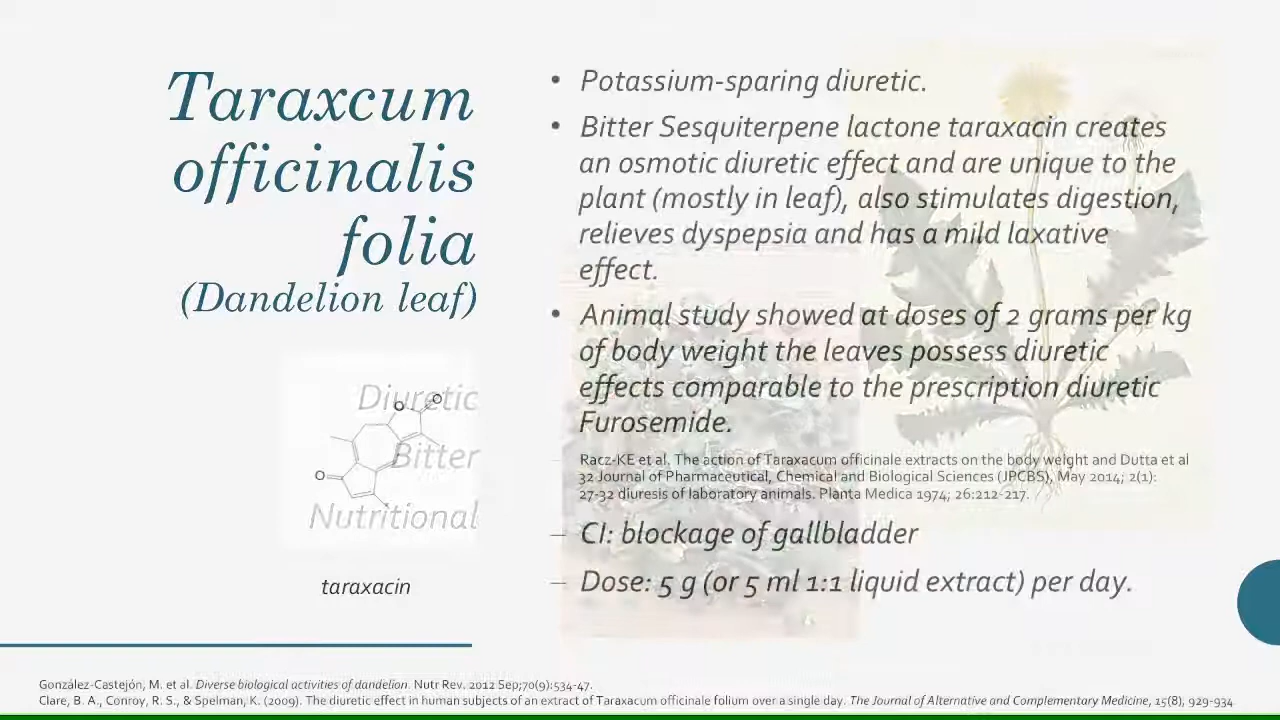 Taraxcum
officinalis
folia
(Dandelion leaf)
Diuretic
Bitter
Nutritional
O
O
O
taraxacin
• Potassium-sparing diuretic.
• Bitter Sesquiterpene lactone taraxacin creates
an osmotic diuretic effect and are unique to the
plant (mostly in leaf), also stimulates digestion,
relieves dyspepsia and has a mild laxative
effect.
• Animal study showed at doses of 2 grams per kg
of body weight the leaves possess diuretic
effects comparable to the prescription diuretic
Furosemide.
– Racz-KE et al. The action of Taraxacum officinale extracts on the body weight and Dutta et al
32 Journal of Pharmaceutical, Chemical and Biological Sciences (JPCBS), May 2014; 2(1):
27-32 diuresis of laboratory animals. Planta Medica 1974; 26:212-217.
– CI: blockage of gallbladder
– Dose: 5 g (or 5 ml 1:1 liquid extract) per day.
González-Castejón, M. et al. Diverse biological activities of dandelion. Nutr Rev. 2012 Sep;70(9):534-47.
Clare, B. A., Conroy, R. S., & Spelman, K. (2009). The diuretic effect in human subjects of an extract of Taraxacum officinale folium over a single day. The Journal of Alternative and Complementary Medicine, 15(8), 929-934